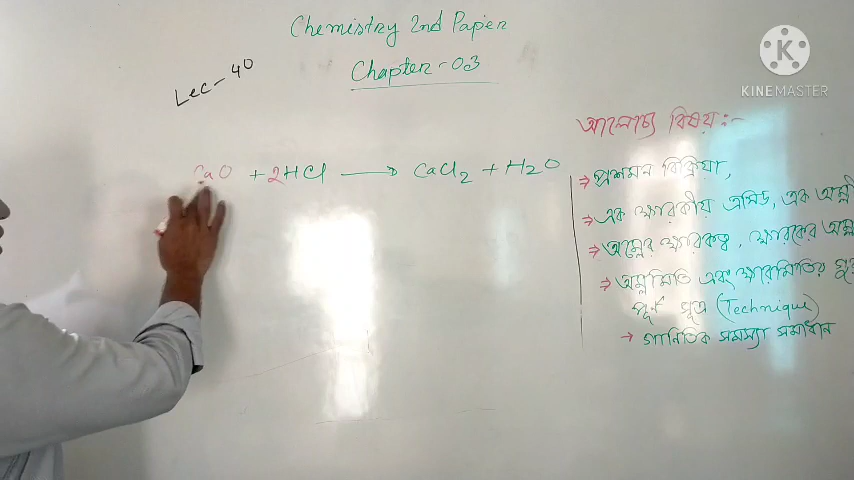 Chemistry 2nd Paper
Chapter-03
Lec-40
KINEMASTER
আলোচ্য বিষয়:-
CaO + 2HCl ⟶ CaCl2 + H2O
⇒ প্রশমন বিক্রিয়া,
⇒ এক ক্ষারকীয় এসিড, এক অম্লী
⇒ অম্লের ক্ষারকত্ব, ক্ষারকের অম্ল
⇒ অম্লমিতি এবং ক্ষারমিতির
সূত্র (Technique)
→ গাণিতিক সমস্যা সমাধান